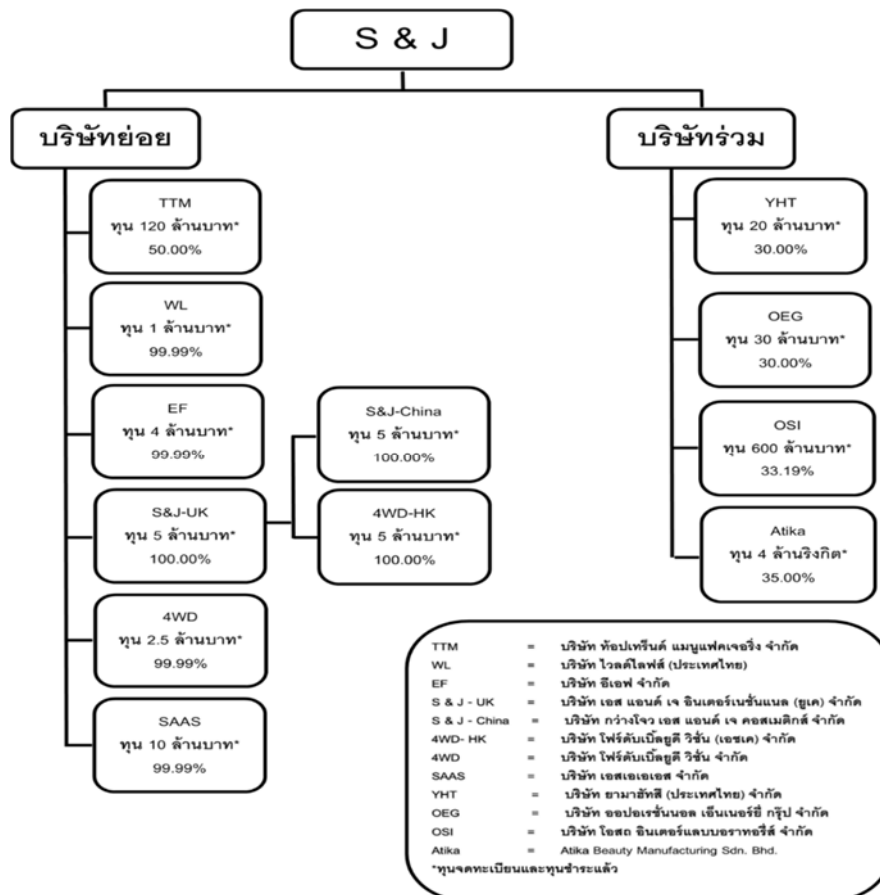 S & J
บริษัทย่อย
TTM
ทุน 120 ล้านบาท*
50.00%
WL
ทุน 1 ล้านบาท*
99.99%
EF
ทุน 4 ล้านบาท*
99.99%
S&J-UK
ทุน 5 ล้านบาท*
100.00%
S&J-China
ทุน 5 ล้านบาท*
100.00%
4WD-HK
ทุน 5 ล้านบาท*
100.00%
4WD
ทุน 2.5 ล้านบาท*
99.99%
SAAS
ทุน 10 ล้านบาท*
99.99%
บริษัทร่วม
YHT
ทุน 20 ล้านบาท*
30.00%
OEG
ทุน 30 ล้านบาท*
30.00%
OSI
ทุน 600 ล้านบาท*
33.19%
Atika
ทุน 4 ล้านริงกิต*
35.00%
TTM = บริษัท ท้อปเทร็นด์ แมนูแฟคเจอริ่ง จำกัด
WL = บริษัท ไวลด์ไลฟส์ (ประเทศไทย)
EF = บริษัท อีเอฟ จำกัด
S & J - UK = บริษัท เอส แอนด์ เจ อินเตอร์เนชั่นแนล (ยูเค) จำกัด
S & J - China = บริษัท กว่างโจว เอส แอนด์ เจ คอสเมติกส์ จำกัด
4WD- HK = บริษัท โฟร์ดับเบิ้ลยูดี วิชั่น (เอชเค) จำกัด
4WD = บริษัท โฟร์ดับเบิ้ลยูดี วิชั่น จำกัด
SAAS = บริษัท เอสเอเอเอส จำกัด
YHT = บริษัท ยามาฮัทสึ (ประเทศไทย) จำกัด
OEG = บริษัท ออปอเรชั่นนอล เอ็นเนอร์ยี่ กรุ๊ป จำกัด
OSI = บริษัท โอสถ อินเตอร์แลบบอราทอรีส์ จำกัด
Atika = Atika Beauty Manufacturing Sdn. Bhd.
*ทุนจดทะเบียนและทุนชำระแล้ว